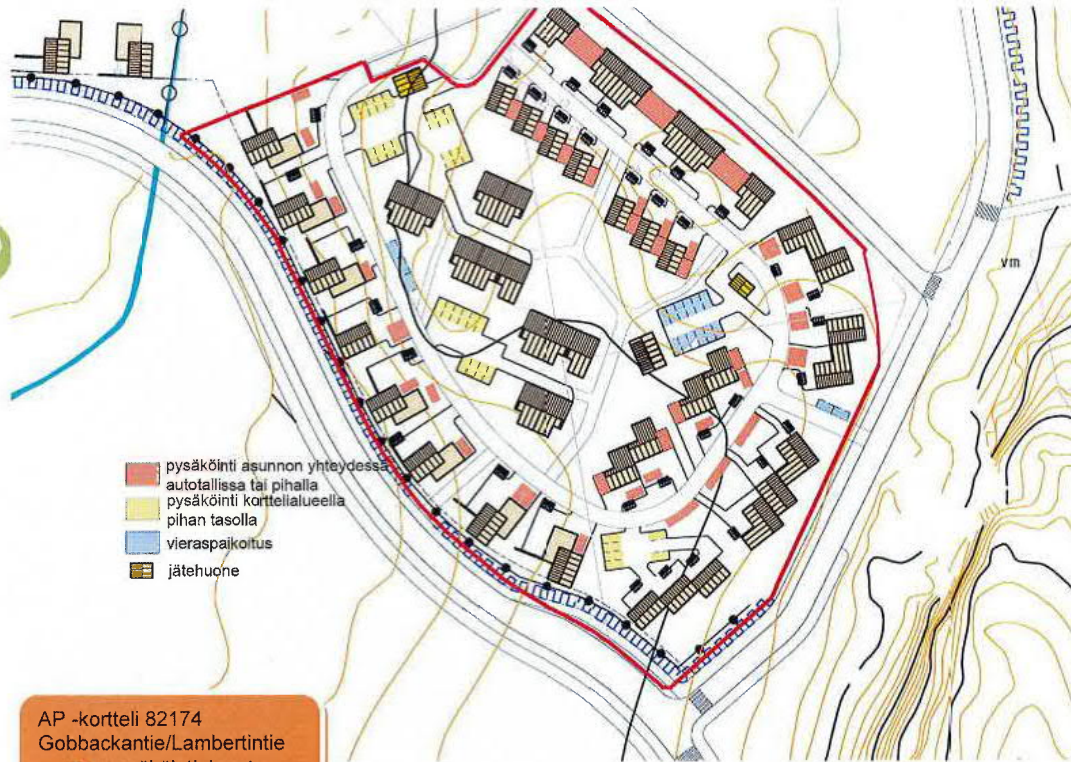 vm
pysäköinti asunnon yhteydessä
autotallissa tai pihalla
pysäköinti korttelialueella
pihan tasolla
vieraspaikoitus
jätehuone
AP -kortteli 82174
Gobbackantie/Lambertintie